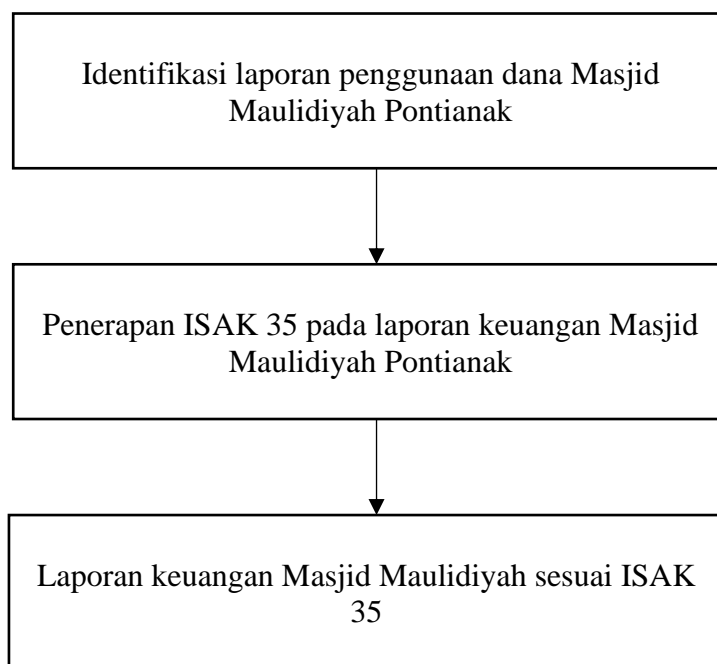 Identifikasi laporan penggunaan dana Masjid
Maulidiyah Pontianak
Penerapan ISAK 35 pada laporan keuangan Masjid
Maulidiyah Pontianak
Laporan keuangan Masjid Maulidiyah sesuai ISAK
35